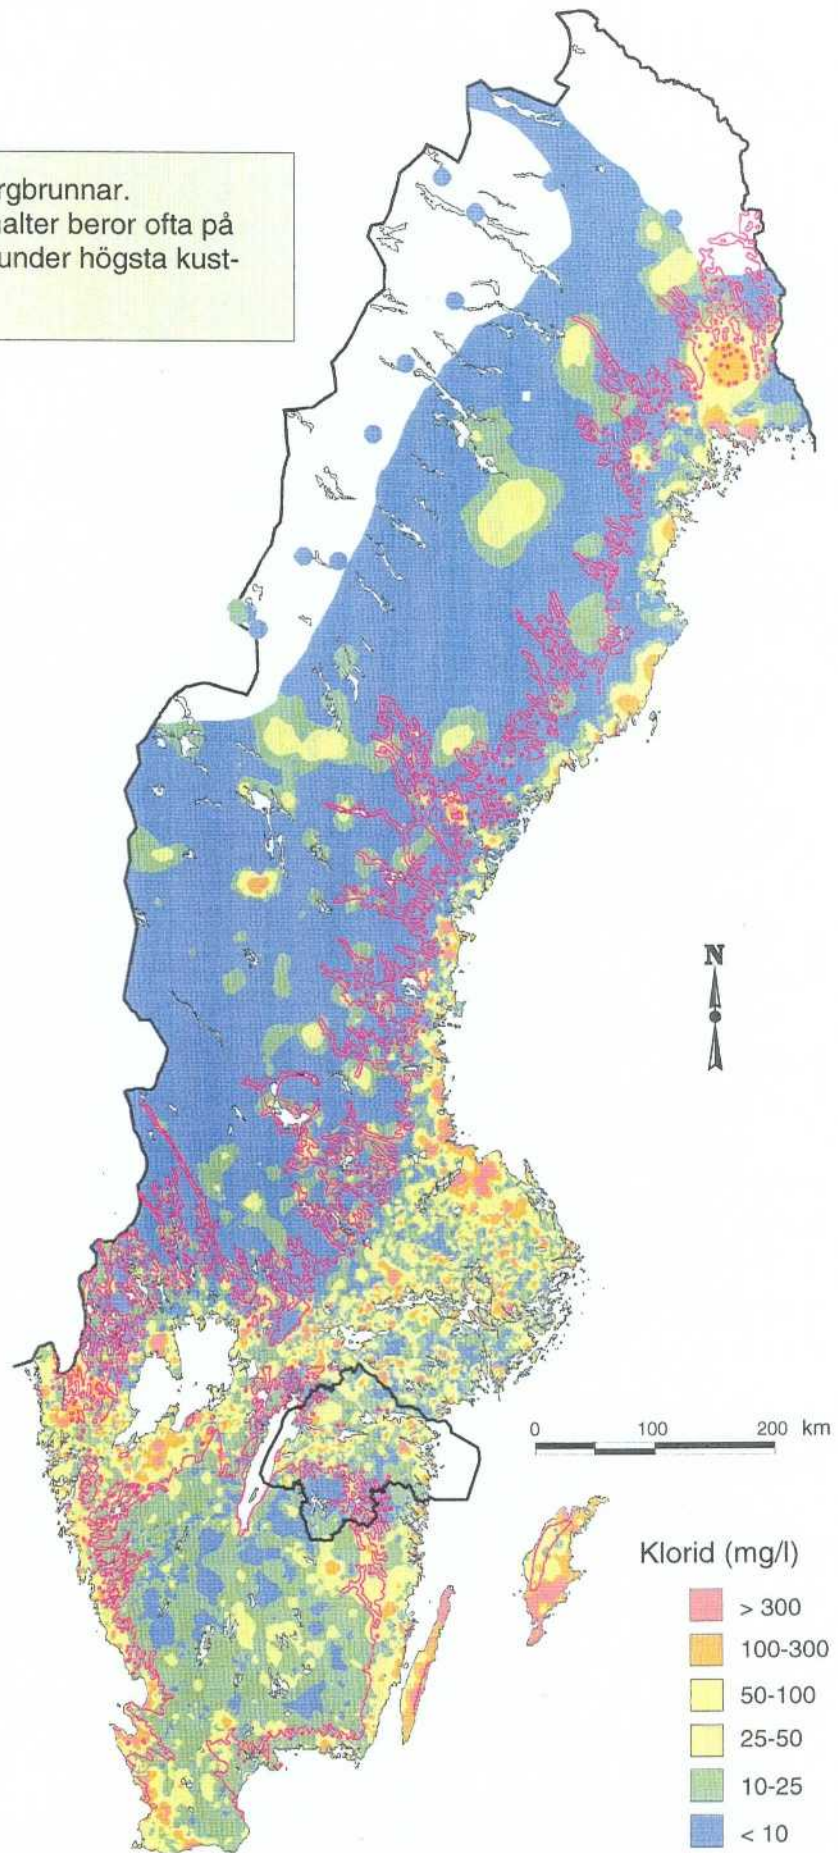 rgbrunnar.
alter beror ofta på
under högsta kust-
N
0 100 200 km
Klorid (mg/l)
> 300
100-300
50-100
25-50
10-25
< 10